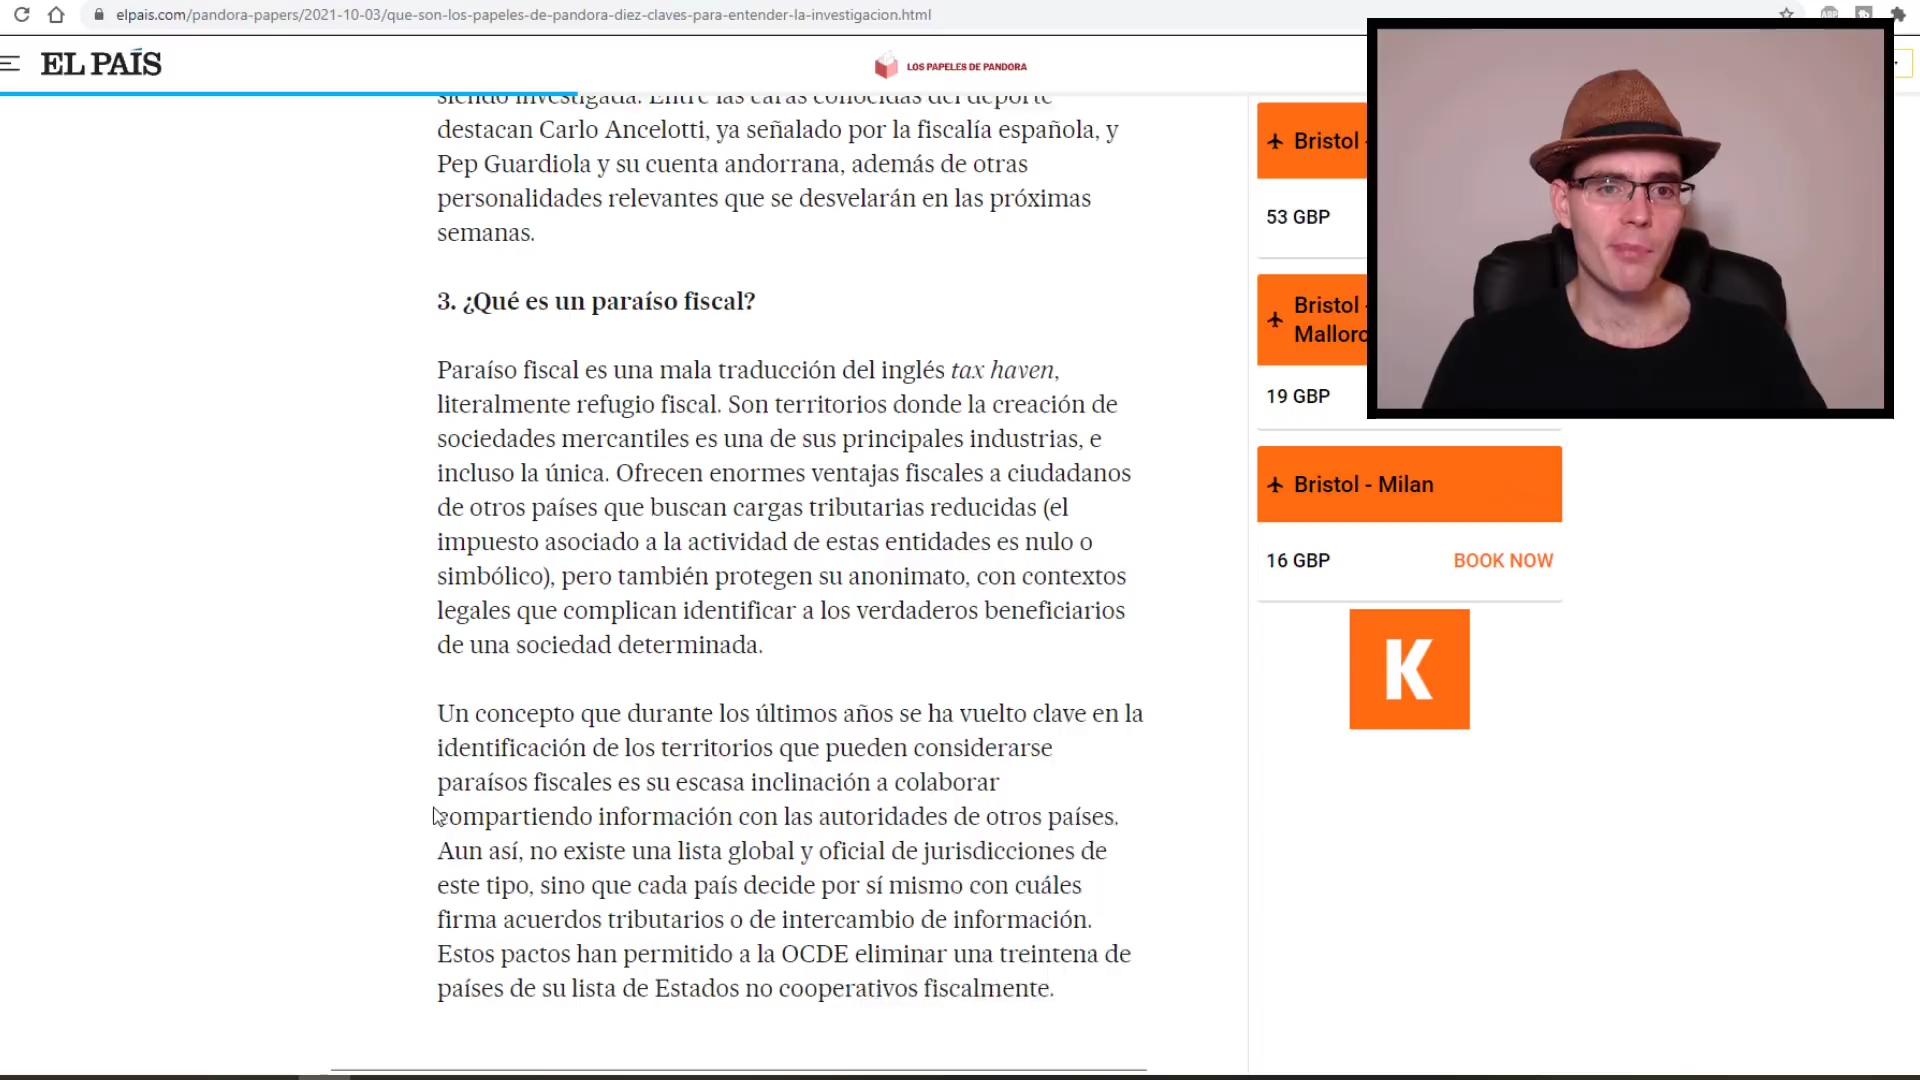 elpais.com/pandora-papers/2021-10-03/que-son-los-papeles-de-pandora-diez-claves-para-entender-la-investigacion.html
EL PAÍS
LOS PAPELES DE PANDORA
siendo investigada. Entre las caras conocidas del deporte
destacan Carlo Ancelotti, ya señalado por la fiscalía española, y
Pep Guardiola y su cuenta andorrana, además de otras
personalidades relevantes que se desvelarán en las próximas
semanas.
3. ¿Qué es un paraíso fiscal?
Paraíso fiscal es una mala traducción del inglés tax haven,
literalmente refugio fiscal. Son territorios donde la creación de
sociedades mercantiles es una de sus principales industrias, e
incluso la única. Ofrecen enormes ventajas fiscales a ciudadanos
de otros países que buscan cargas tributarias reducidas (el
impuesto asociado a la actividad de estas entidades es nulo o
simbólico), pero también protegen su anonimato, con contextos
legales que complican identificar a los verdaderos beneficiarios
de una sociedad determinada.
Un concepto que durante los últimos años se ha vuelto clave en la
identificación de los territorios que pueden considerarse
paraísos fiscales es su escasa inclinación a colaborar
compartiendo información con las autoridades de otros países.
Aun así, no existe una lista global y oficial de jurisdicciones de
este tipo, sino que cada país decide por sí mismo con cuáles
firma acuerdos tributarios o de intercambio de información.
Estos pactos han permitido a la OCDE eliminar una treintena de
países de su lista de Estados no cooperativos fiscalmente.
Bristol -
53 GBP
Bristol -
Mallorc
19 GBP
Bristol - Milan
16 GBP BOOK NOW
K